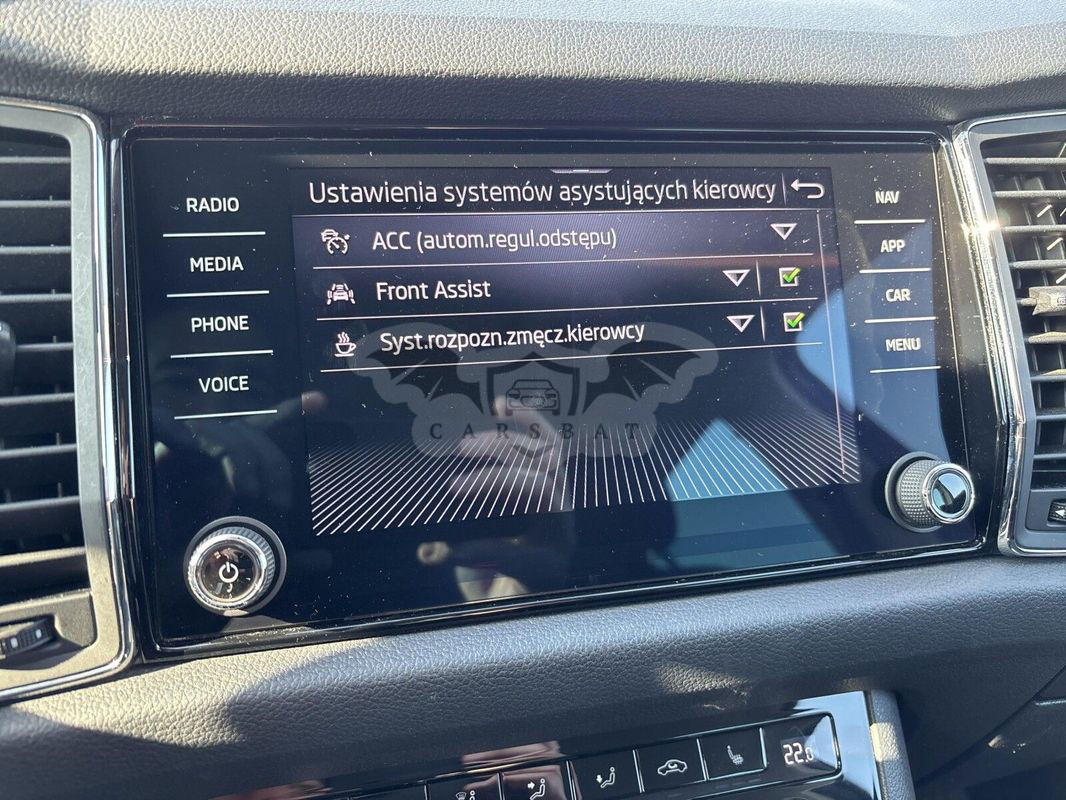 Ustawienia systemów asystujących kierowcy
ACC (autom.regul.odstępu)
Front Assist
Syst.rozpozn.zmęcz.kierowcy
RADIO
MEDIA
PHONE
VOICE
NAV
APP
CAR
MENU
CARSBAT
22.0